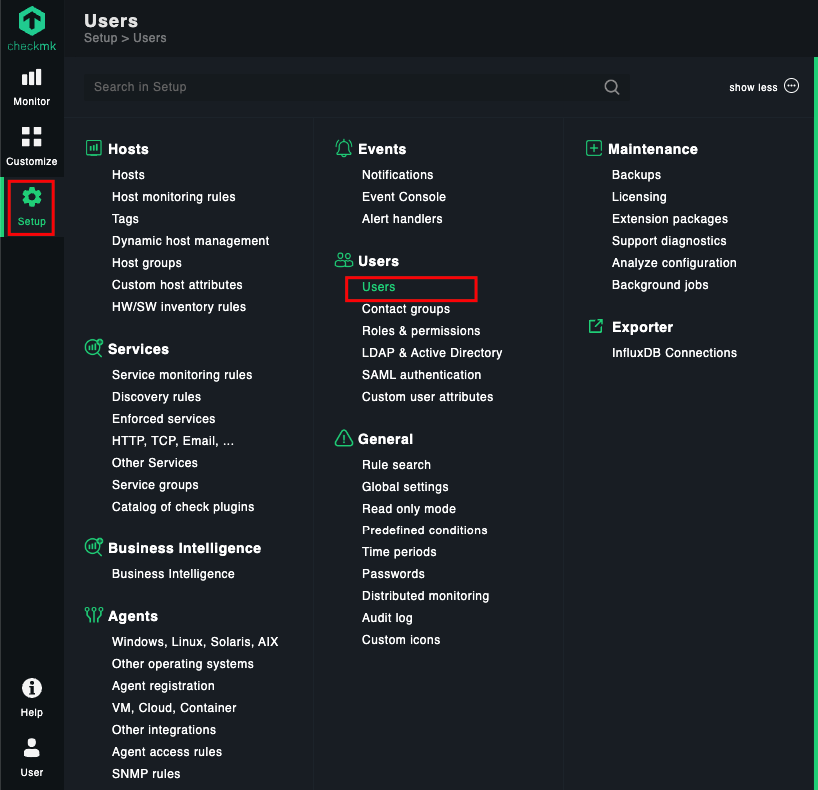 checkmk
Monitor
Customize
Setup
Help
User
Users
Setup > Users
Search in Setup
show less
Hosts
Hosts
Host monitoring rules
Tags
Dynamic host management
Host groups
Custom host attributes
HW/SW inventory rules
Services
Service monitoring rules
Discovery rules
Enforced services
HTTP, TCP, Email, ...
Other Services
Service groups
Catalog of check plugins
Business Intelligence
Business Intelligence
Agents
Windows, Linux, Solaris, AIX
Other operating systems
Agent registration
VM, Cloud, Container
Other integrations
Agent access rules
SNMP rules
Events
Notifications
Event Console
Alert handlers
Users
Users
Contact groups
Roles & permissions
LDAP & Active Directory
SAML authentication
Custom user attributes
General
Rule search
Global settings
Read only mode
Predefined conditions
Time periods
Passwords
Distributed monitoring
Audit log
Custom icons
Maintenance
Backups
Licensing
Extension packages
Support diagnostics
Analyze configuration
Background jobs
Exporter
InfluxDB Connections